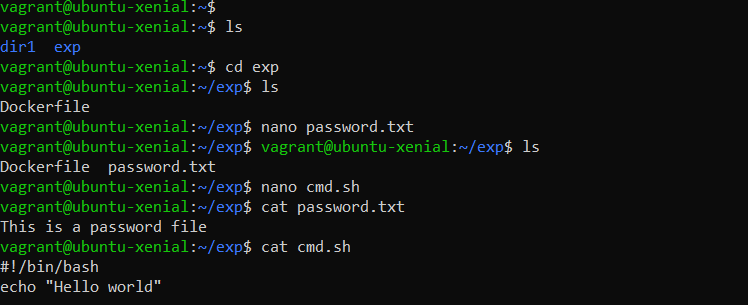 vagrant@ubuntu-xenial:~$
vagrant@ubuntu-xenial:~$ ls
dir1  exp
vagrant@ubuntu-xenial:~$ cd exp
vagrant@ubuntu-xenial:~/exp$ ls
Dockerfile
vagrant@ubuntu-xenial:~/exp$ nano password.txt
vagrant@ubuntu-xenial:~/exp$ vagrant@ubuntu-xenial:~/exp$ ls
Dockerfile  password.txt
vagrant@ubuntu-xenial:~/exp$ nano cmd.sh
vagrant@ubuntu-xenial:~/exp$ cat password.txt
This is a password file
vagrant@ubuntu-xenial:~/exp$ cat cmd.sh
#!/bin/bash
echo "Hello world"